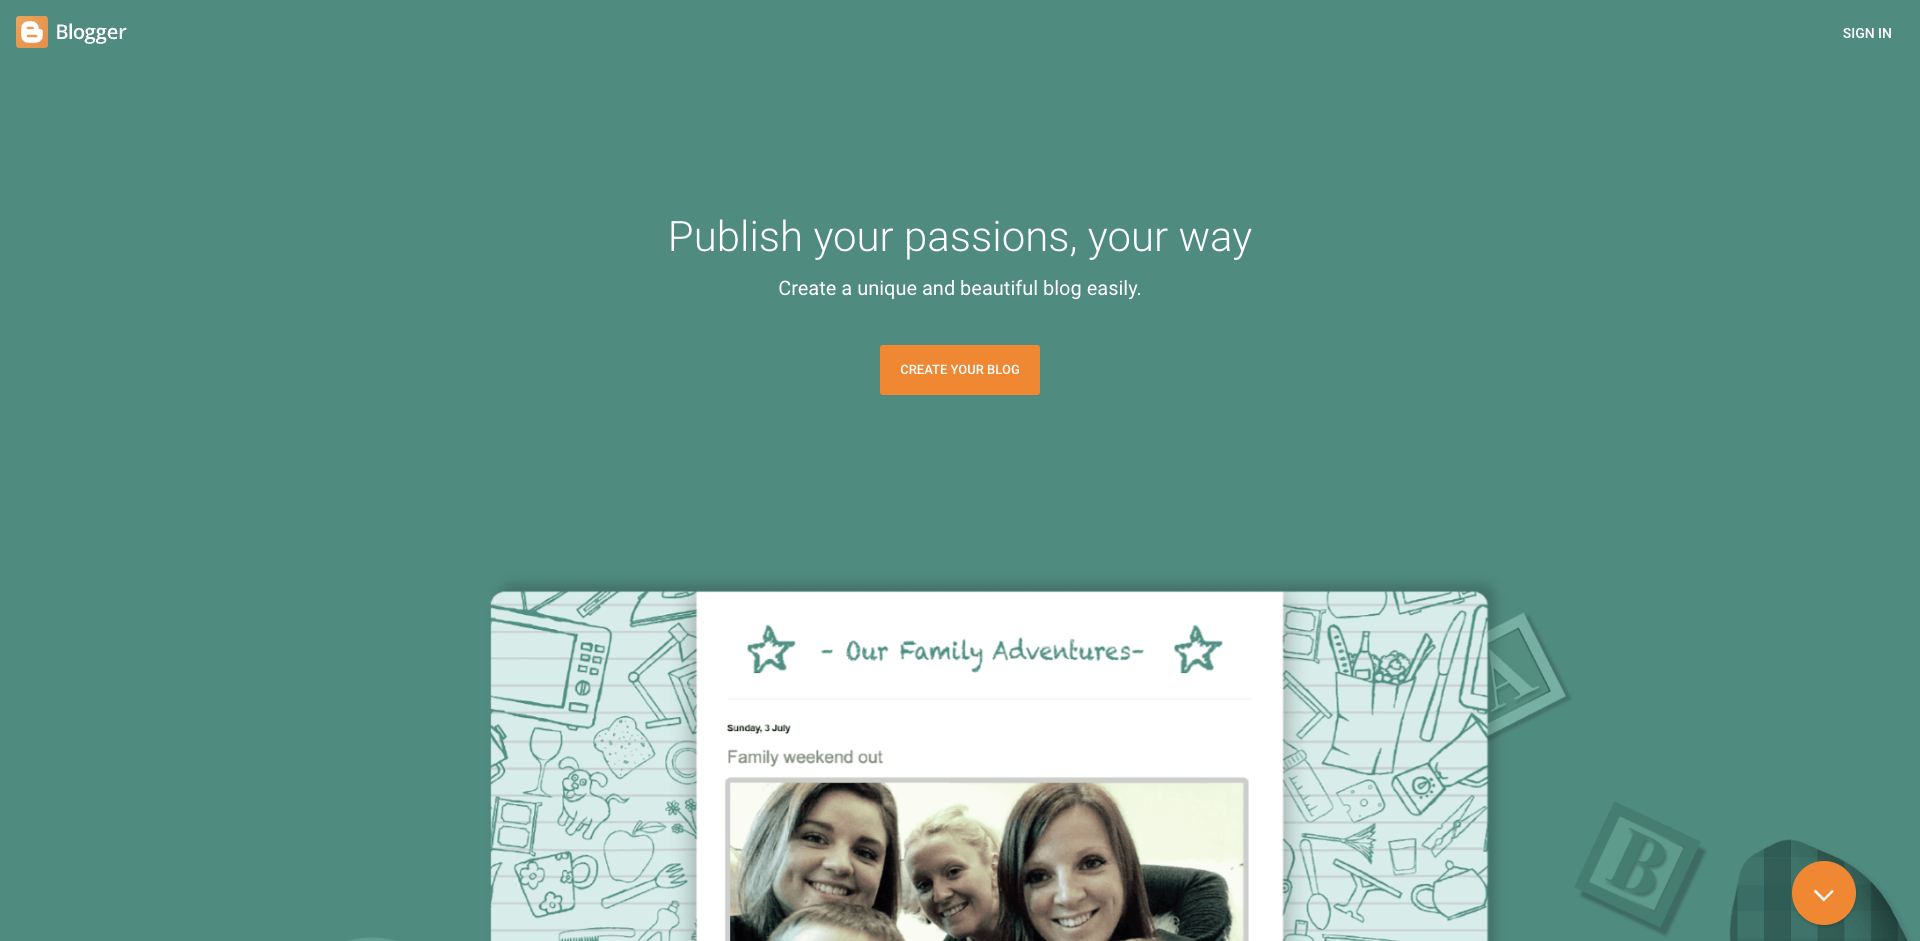 Blogger
SIGN IN
Publish your passions, your way
Create a unique and beautiful blog easily.
CREATE YOUR BLOG
- Our Family Adventures-
Sunday, 3 July
Family weekend out
A
B